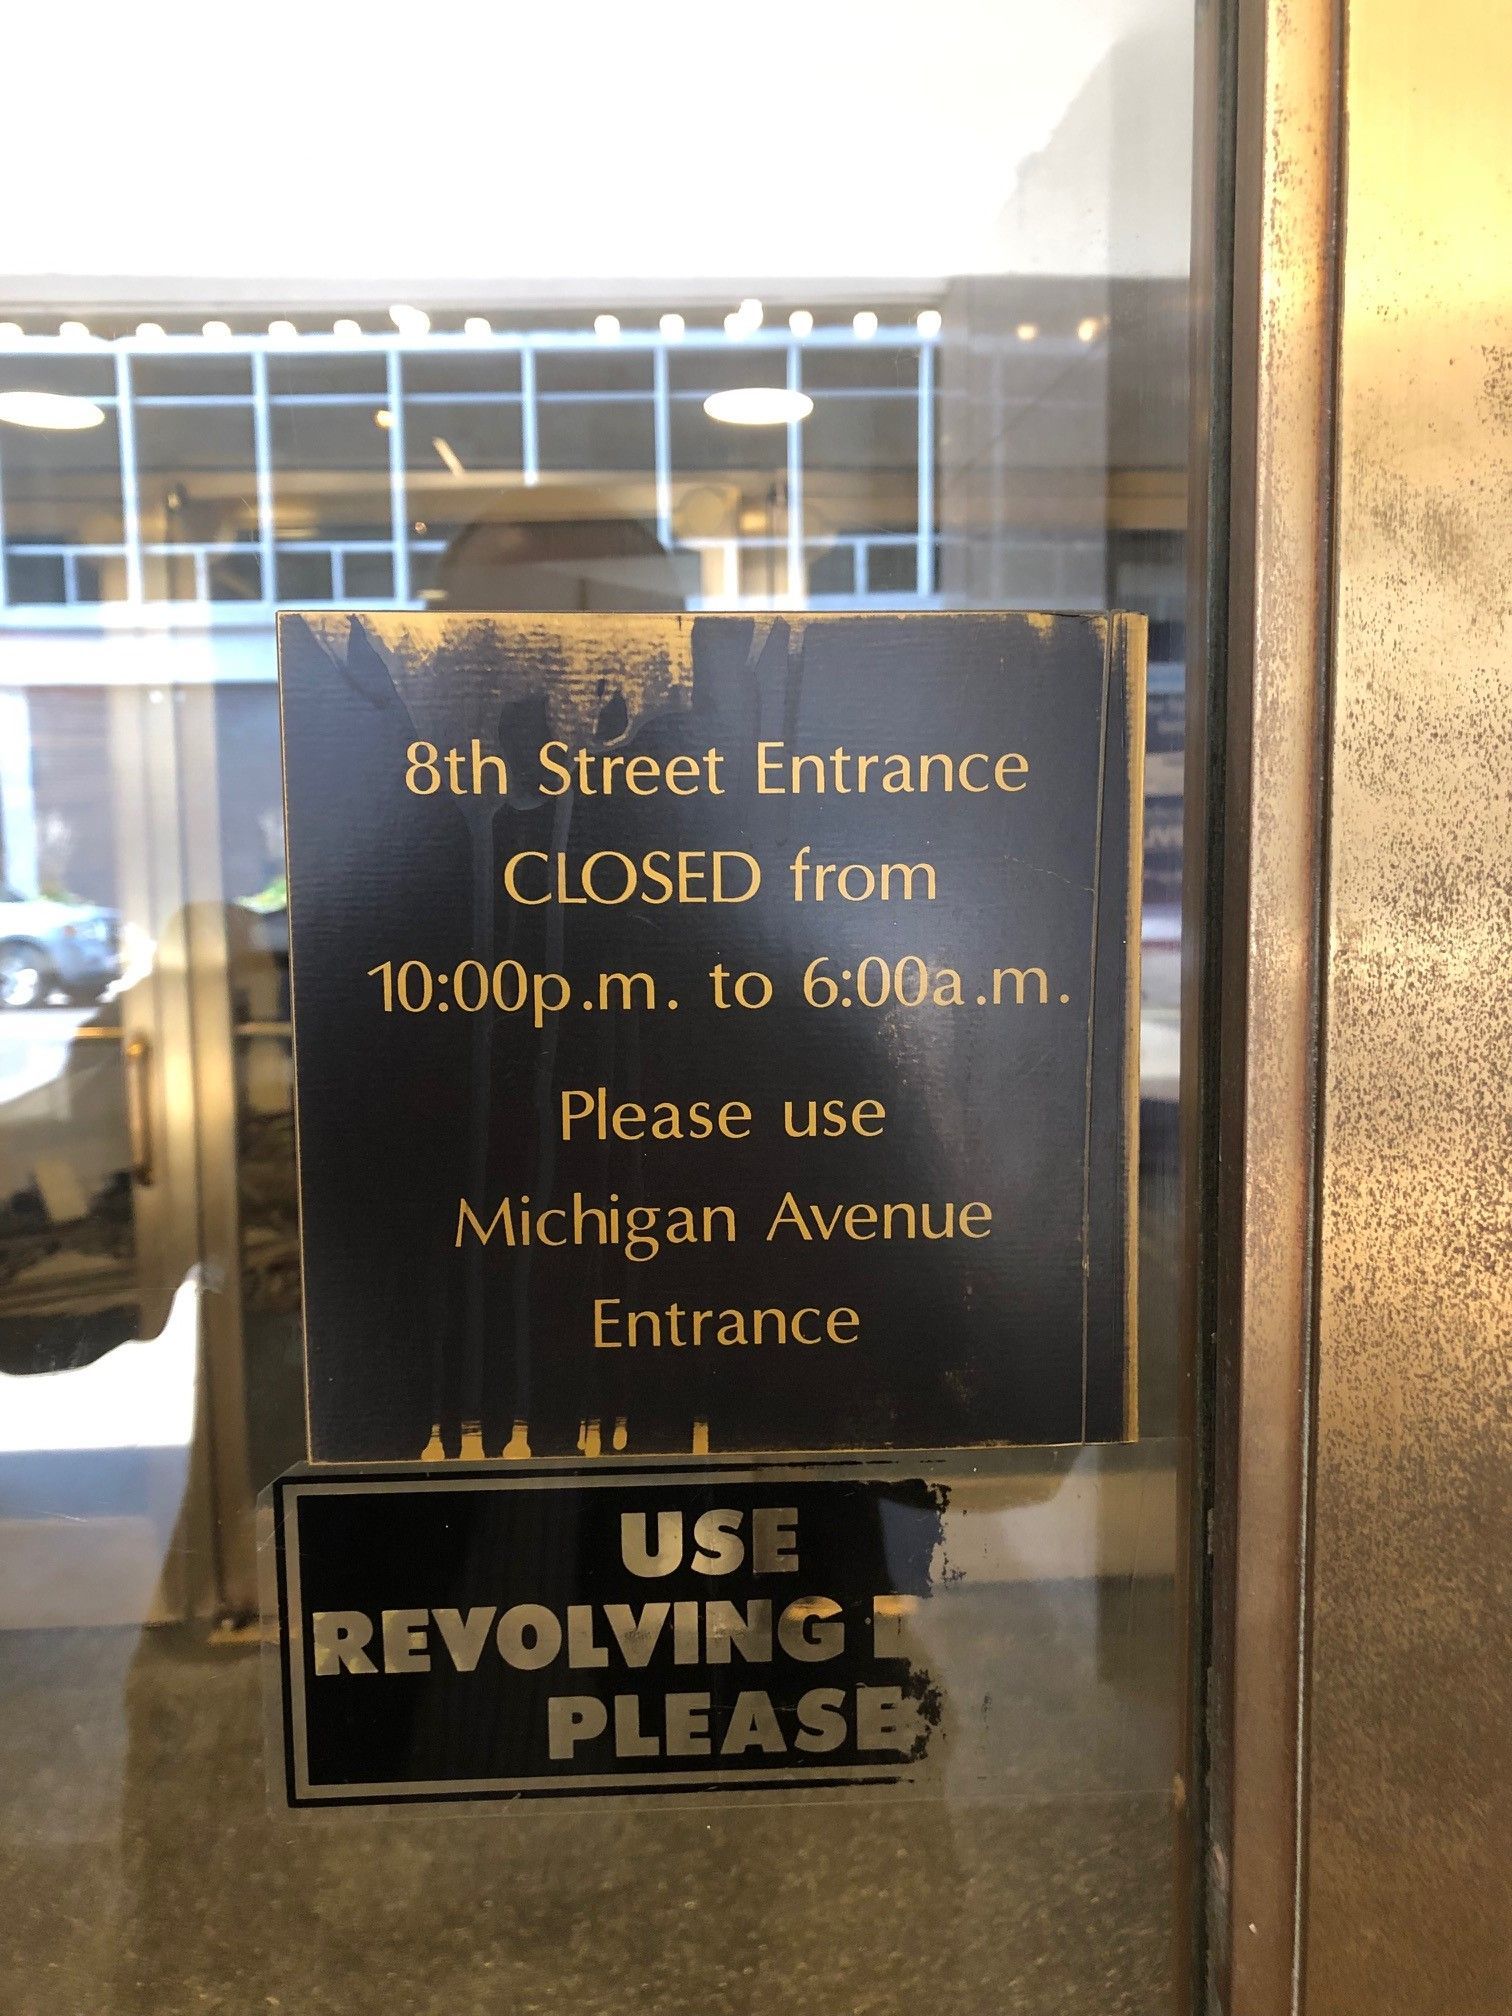 8th Street Entrance
CLOSED from
10:00p.m. to 6:00a.m.
Please use
Michigan Avenue
Entrance
USE
REVOLVING
PLEASE